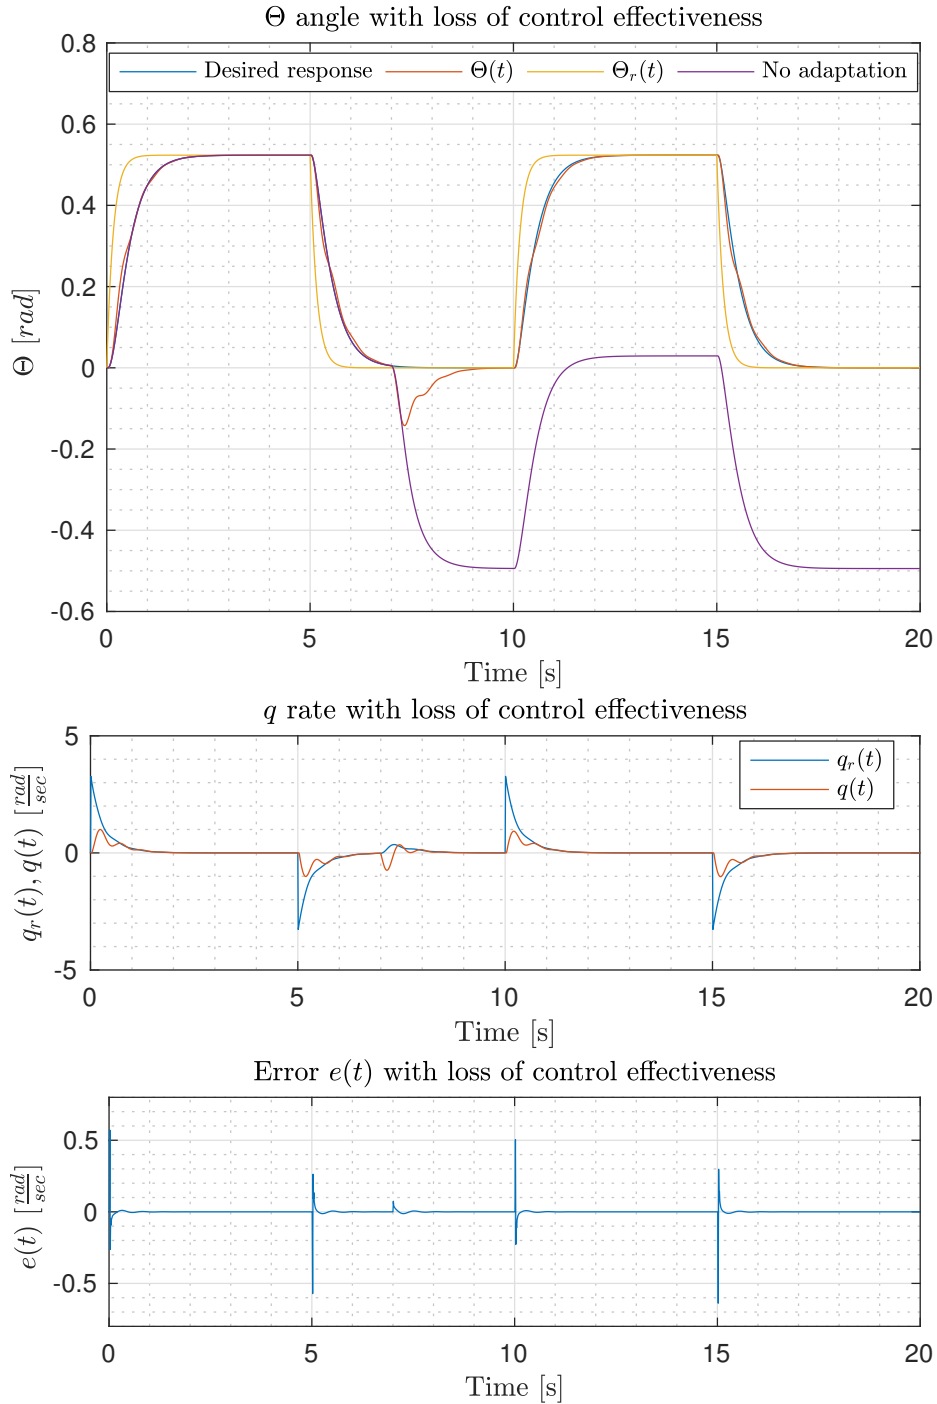 Θ angle with loss of control effectiveness
Desired response Θ(t) Θr(t) No adaptation
0.8
0.6
0.4
0.2
0
-0.2
-0.4
-0.6
Θ [rad]
0 5 10 15 20
Time [s]
q rate with loss of control effectiveness
qr(t)
q(t)
5
0
-5
qr(t), q(t) [rad/sec]
0 5 10 15 20
Time [s]
Error e(t) with loss of control effectiveness
0.5
0
-0.5
e(t) [rad/sec]
0 5 10 15 20
Time [s]